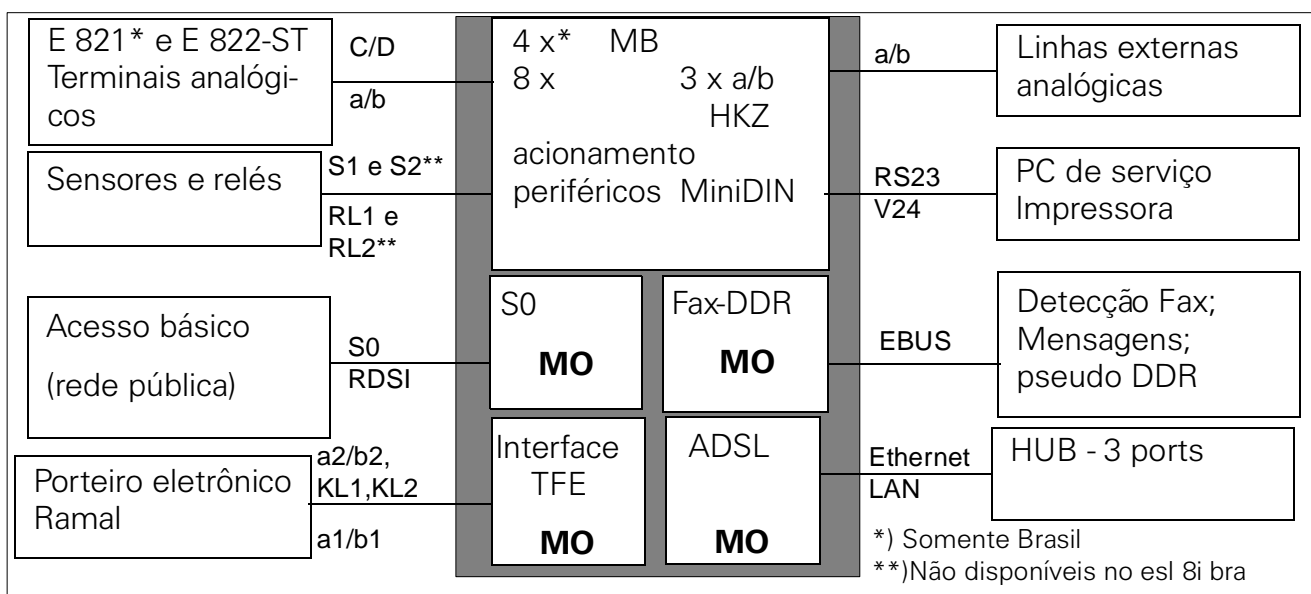 E 821* e E 822-ST
Terminais analógi-
cos
C/D
a/b
4 x* MB
8 x 3 x a/b
HKZ
acionamento
periféricos MiniDIN
a/b
Linhas externas
analógicas
Sensores e relés
S1 e S2**
RL1 e
RL2**
RS23
V24
PC de serviço
Impressora
Acesso básico
(rede pública)
S0
RDSI
S0
MO
Fax-DDR
MO
EBUS
Detecção Fax;
Mensagens;
pseudo DDR
Porteiro eletrônico
Ramal
a2/b2,
KL1,KL2
a1/b1
Interface
TFE
MO
ADSL
MO
Ethernet
LAN
HUB - 3 ports
*) Somente Brasil
**)Não disponíveis no esl 8i bra